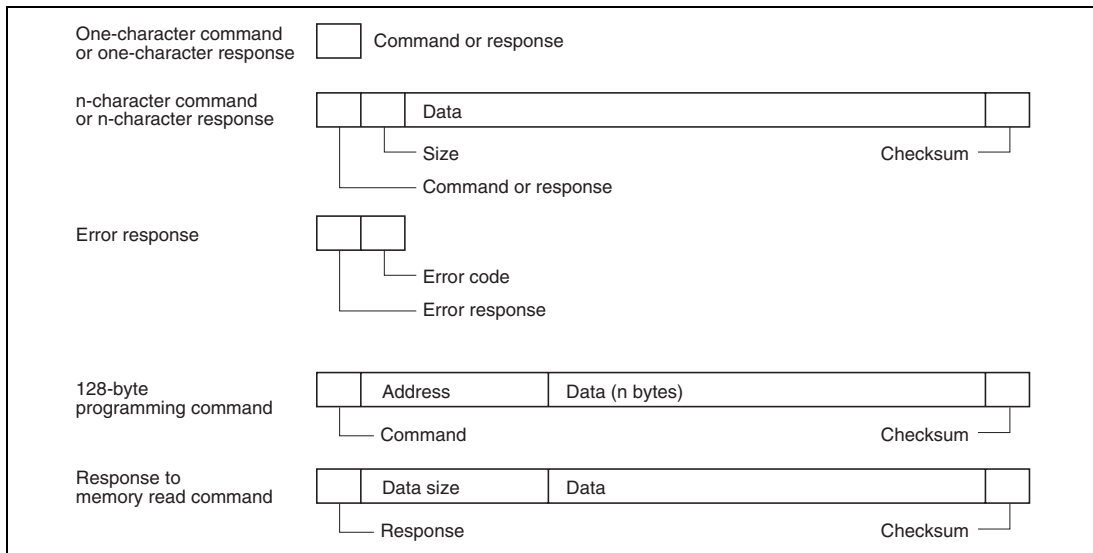 One-character command
or one-character response
Command or response
n-character command
or n-character response
Data
Size
Checksum
Command or response
Error response
Error code
Error response
128-byte
programming command
Address
Data (n bytes)
Command
Checksum
Response to
memory read command
Data size
Data
Response
Checksum